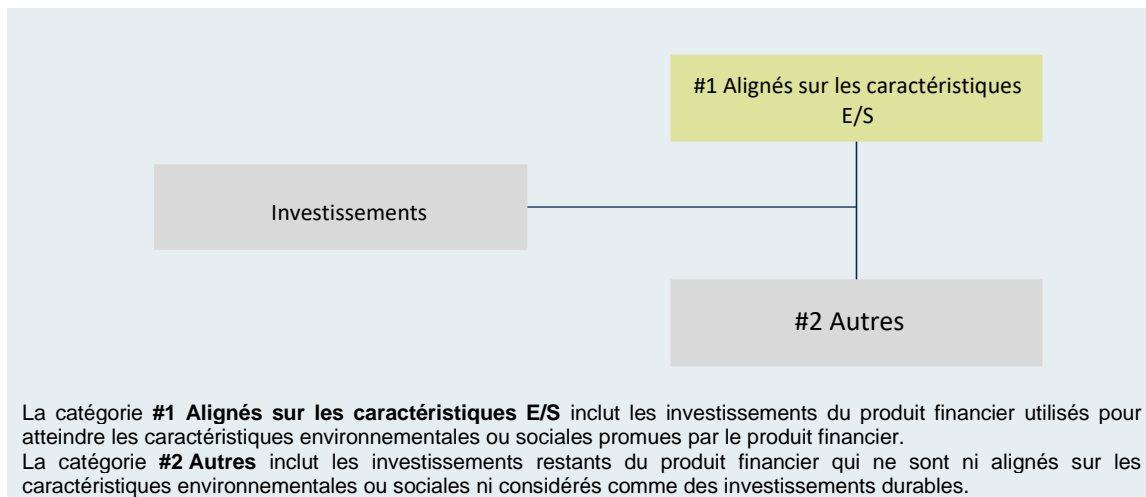 #1 Alignés sur les caractéristiques
E/S
Investissements
#2 Autres
La catégorie #1 Alignés sur les caractéristiques E/S inclut les investissements du produit financier utilisés pour
atteindre les caractéristiques environnementales ou sociales promues par le produit financier.
La catégorie #2 Autres inclut les investissements restants du produit financier qui ne sont ni alignés sur les
caractéristiques environnementales ou sociales ni considérés comme des investissements durables.